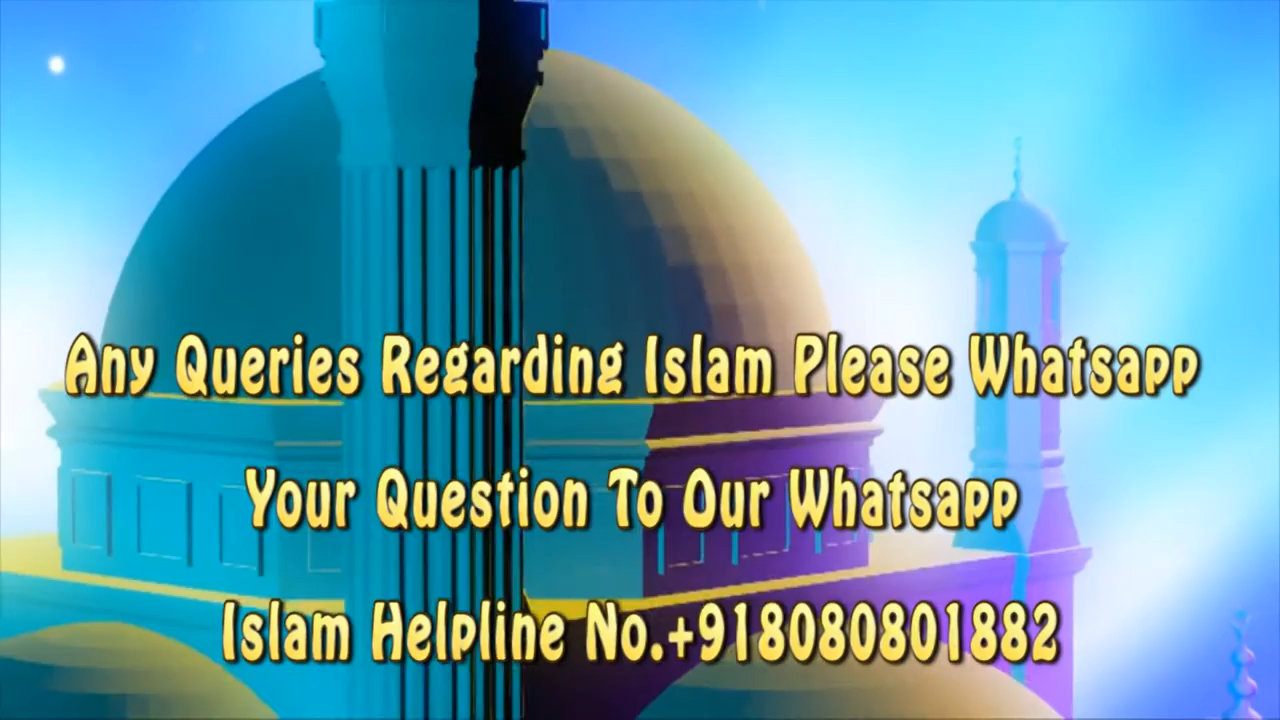 Any Queries Regarding Islam Please Whatsapp
Your Question To Our Whatsapp
Islam Helpline No.+918080801882